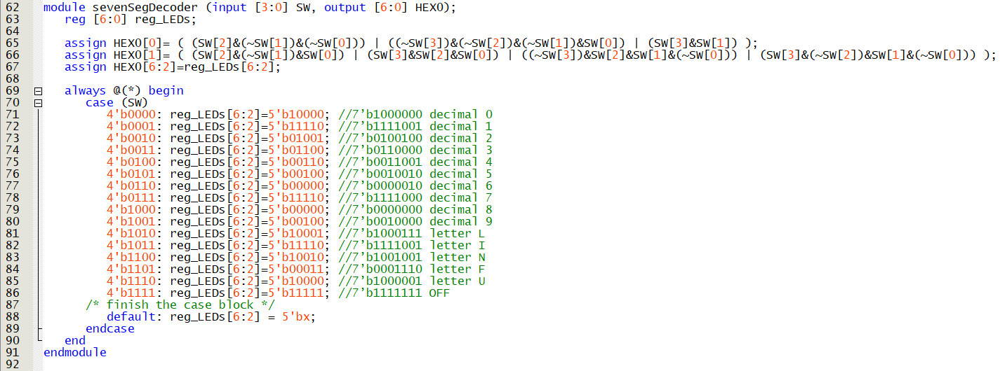 62 module sevenSegDecoder (input [3:0] SW, output [6:0] HEX0);
63    reg [6:0] reg_LEDs;
64
65    assign HEX0[0]= ( (SW[2]&(~SW[1])&(~SW[0])) | ((~SW[3])&(~SW[2])&(~SW[1])&SW[0]) | (SW[3]&SW[1]) );
66    assign HEX0[1]= ( (SW[2]&(~SW[1])&SW[0]) | (SW[3]&SW[2]&SW[0]) | ((~SW[3])&SW[2]&SW[1]&(~SW[0])) | (SW[3]&(~SW[2])&SW[1]&(~SW[0])) );
67    assign HEX0[6:2]=reg_LEDs[6:2];
68
69    always @(*) begin
70       case (SW)
71          4'b0000: reg_LEDs[6:2]=5'b10000; //7’b1000000 decimal 0
72          4'b0001: reg_LEDs[6:2]=5'b11110; //7’b1111001 decimal 1
73          4'b0010: reg_LEDs[6:2]=5'b01001; //7’b0100100 decimal 2
74          4'b0011: reg_LEDs[6:2]=5'b01100; //7’b0110000 decimal 3
75          4'b0100: reg_LEDs[6:2]=5'b00110; //7’b0011001 decimal 4
76          4'b0101: reg_LEDs[6:2]=5'b00100; //7’b0010010 decimal 5
77          4'b0110: reg_LEDs[6:2]=5'b00000; //7’b0000010 decimal 6
78          4'b0111: reg_LEDs[6:2]=5'b11110; //7’b1111000 decimal 7
79          4'b1000: reg_LEDs[6:2]=5'b00000; //7’b0000000 decimal 8
80          4'b1001: reg_LEDs[6:2]=5'b00100; //7’b0010000 decimal 9
81          4'b1010: reg_LEDs[6:2]=5'b10001; //7’b1000111 letter L
82          4'b1011: reg_LEDs[6:2]=5'b11110; //7’b1111001 letter I
83          4'b1100: reg_LEDs[6:2]=5'b10010; //7’b1001001 letter N
84          4'b1101: reg_LEDs[6:2]=5'b00011; //7’b0001110 letter F
85          4'b1110: reg_LEDs[6:2]=5'b10000; //7’b1000001 letter U
86          4'b1111: reg_LEDs[6:2]=5'b11111; //7’b1111111 OFF
87       /* finish the case block */
88          default: reg_LEDs[6:2] = 5'bx;
89       endcase
90    end
91 endmodule
92